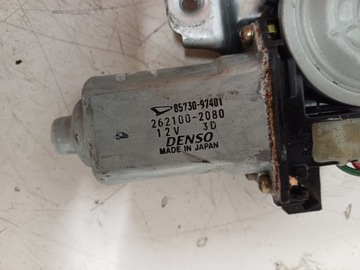 85730-97401
262100-2080
12V 3D
DENSO
MADE IN JAPAN